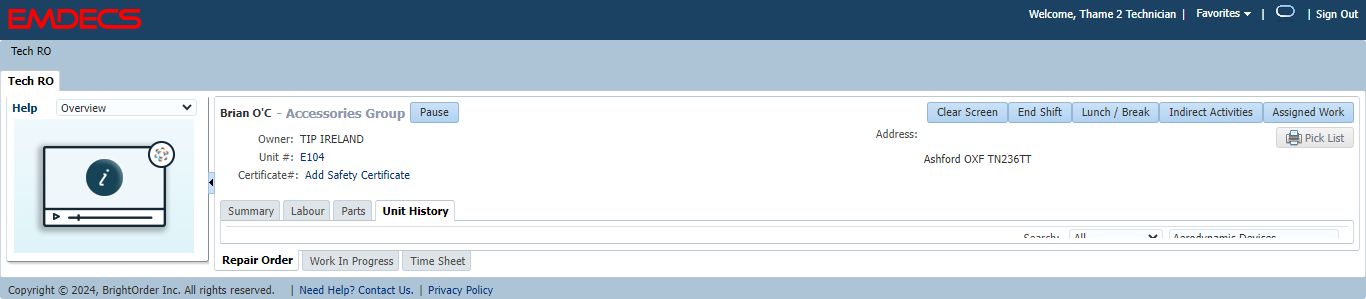 EMDECS
Welcome, Thame 2 Technician | Favorites | | Sign Out
Tech RO
Tech RO
Help Overview
Brian O'C - Accessories Group Pause
Clear Screen End Shift Lunch / Break Indirect Activities Assigned Work
Owner: TIP IRELAND
Address:
Pick List
Unit #: E104
Ashford OXF TN236TT
Certificate#: Add Safety Certificate
Summary Labour Parts Unit History
Search: All Aerodynamic Devices
Repair Order Work In Progress Time Sheet
Copyright © 2024, BrightOrder Inc. All rights reserved. | Need Help? Contact Us. | Privacy Policy